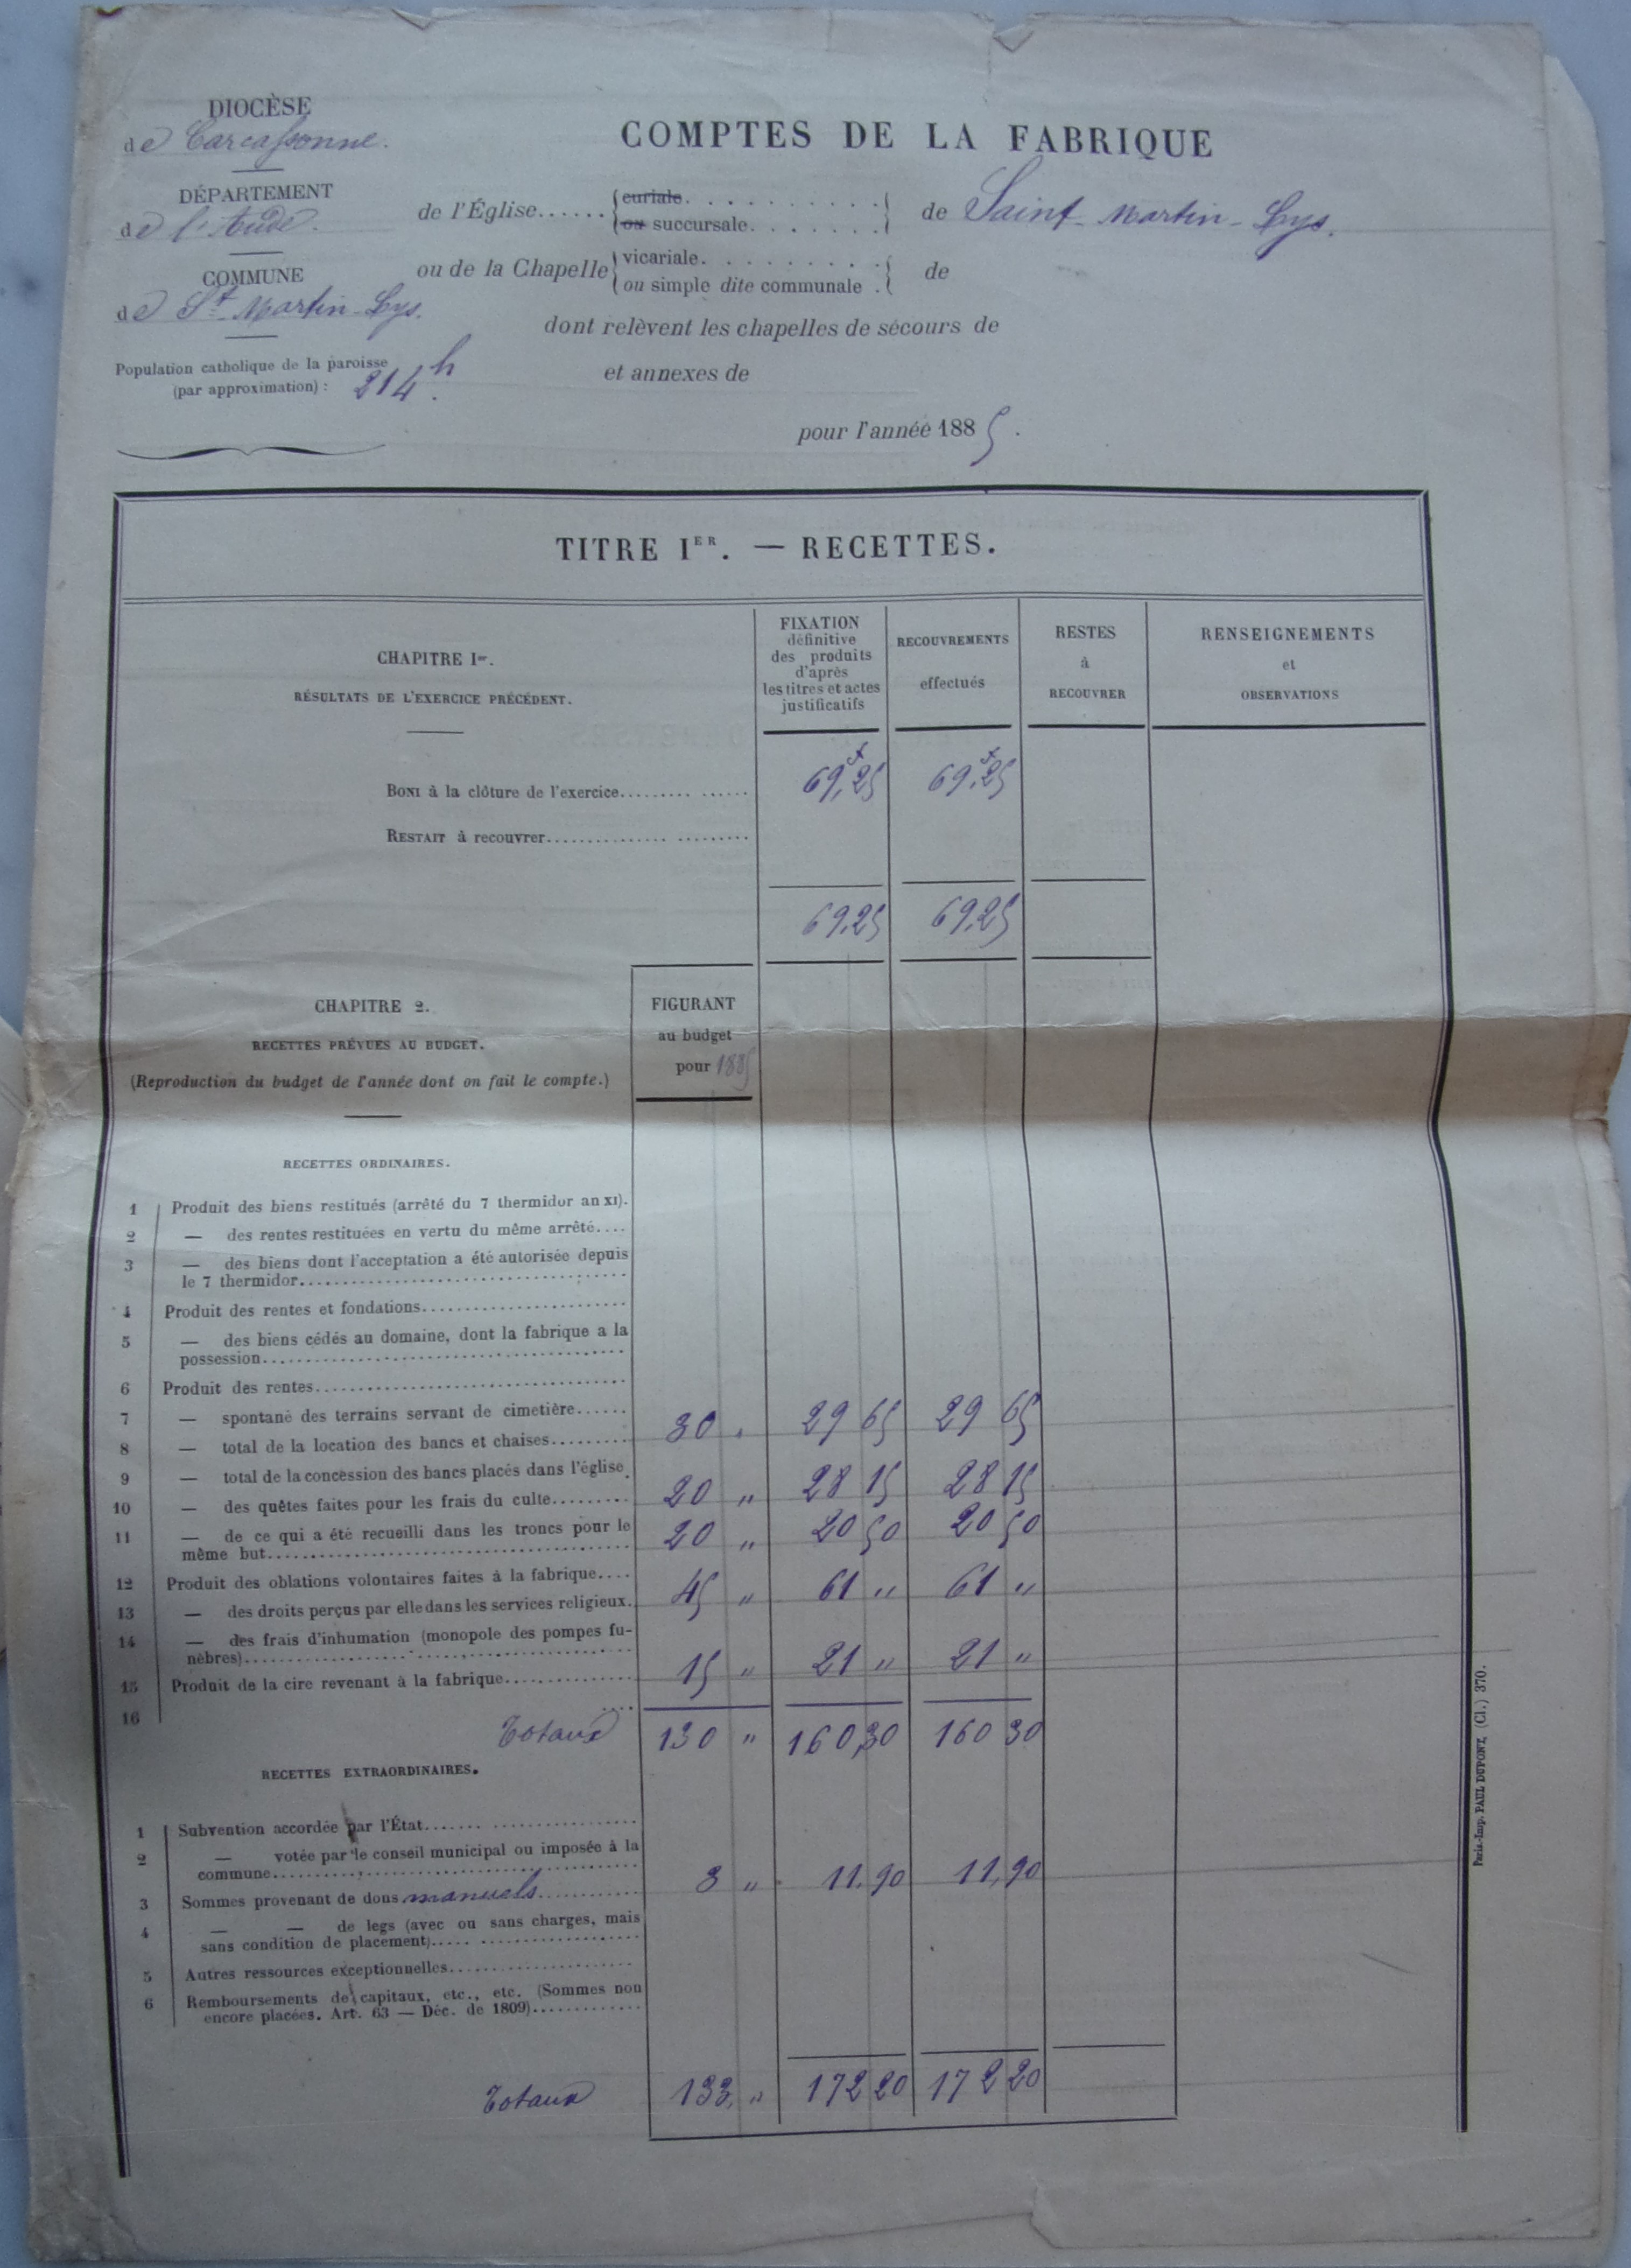 DIOCÈSE
de Carcassonne.
DÉPARTEMENT
de l'Aude.
COMMUNE
de St Martin-Lys.
Population catholique de la paroisse
(par approximation) : 214 h.
COMPTES DE LA FABRIQUE
de l'Église...... curiale. . . . . . . . . . .
ou succursale. . . . . . . de Saint-Martin-Lys.
ou de la Chapelle vicariale. . . . . . . . .
ou simple dite communale . de
dont relèvent les chapelles de sécours de
et annexes de
pour l'année 1885.
TITRE IER. — RECETTES.
CHAPITRE Ier.
RÉSULTATS DE L'EXERCICE PRÉCÉDENT.
FIXATION
définitive
des produits
d'après
les titres et actes
justificatifs
RECOUVREMENTS
effectués
RESTES
à
RECOUVRER
RENSEIGNEMENTS
et
OBSERVATIONS
BONI à la clôture de l'exercice............... 69,25 69,25
RESTAIT à recouvrer.......................
69,25 69,25
CHAPITRE 2.
RECETTES PRÉVUES AU BUDGET.
(Reproduction du budget de l'année dont on fait le compte.)
FIGURANT
au budget
pour 1885
RECETTES ORDINAIRES.
1 Produit des biens restitués (arrêté du 7 thermidor an XI).
2 — des rentes restituées en vertu du même arrêté....
3 — des biens dont l'acceptation a été autorisée depuis
le 7 thermidor..............................
4 Produit des rentes et fondations.......................
5 — des biens cédés au domaine, dont la fabrique a la
possession..............................
6 Produit des rentes..............................
7 — spontané des terrains servant de cimetière......
30 . 29 65 29 65
8 — total de la location des bancs et chaises.........
9 — total de la concession des bancs placés dans l'église.
10 — des quêtes faites pour les frais du culte......... 20 " 28 15 28 15
11 — de ce qui a été recueilli dans les troncs pour le
même but.............................. 20 " 20 50 20 50
12 Produit des oblations volontaires faites à la fabrique....
13 — des droits perçus par elle dans les services religieux. 45 " 61 " 61 "
14 — des frais d'inhumation (monopole des pompes fu-
nèbres)..............................
15 Produit de la cire revenant à la fabrique.............. 15 " 21 " 21 "
16
Totaux 130 " 160,30 160 30
RECETTES EXTRAORDINAIRES.
1 Subvention accordée par l'État.......................
2 — votée par le conseil municipal ou imposée à la
commune..............................
3 Sommes provenant de dons manuels............ 3 " 11.90 11,90
4 — — de legs (avec ou sans charges, mais
sans condition de placement).......................
5 Autres ressources exceptionnelles.....................
6 Remboursements de capitaux, etc., etc. (Sommes non
encore placées. Art. 63 — Déc. de 1809).............
Totaux 133, " 172 20 172 20
Paris.-Imp. PAUL DUPONT, (Cl.) 370.